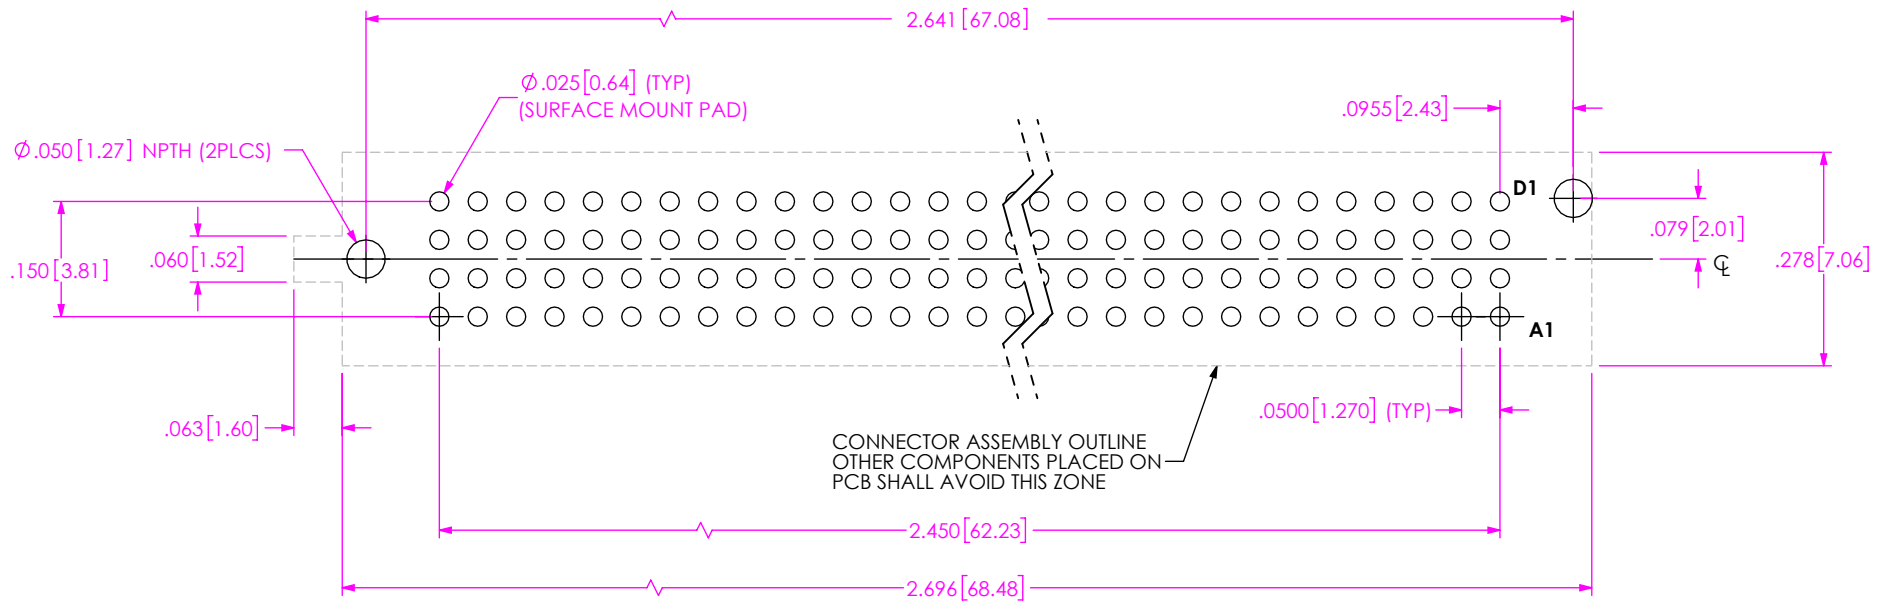 2.641[67.08]
Ø.025[0.64] (TYP)
(SURFACE MOUNT PAD)
.0955[2.43]
Ø.050[1.27] NPTH (2PLCS)
D1
.079[2.01]
.150[3.81]
.060[1.52]
.278[7.06]
℄
A1
.063[1.60]
.0500[1.270] (TYP)
CONNECTOR ASSEMBLY OUTLINE
OTHER COMPONENTS PLACED ON
PCB SHALL AVOID THIS ZONE
2.450[62.23]
2.696[68.48]